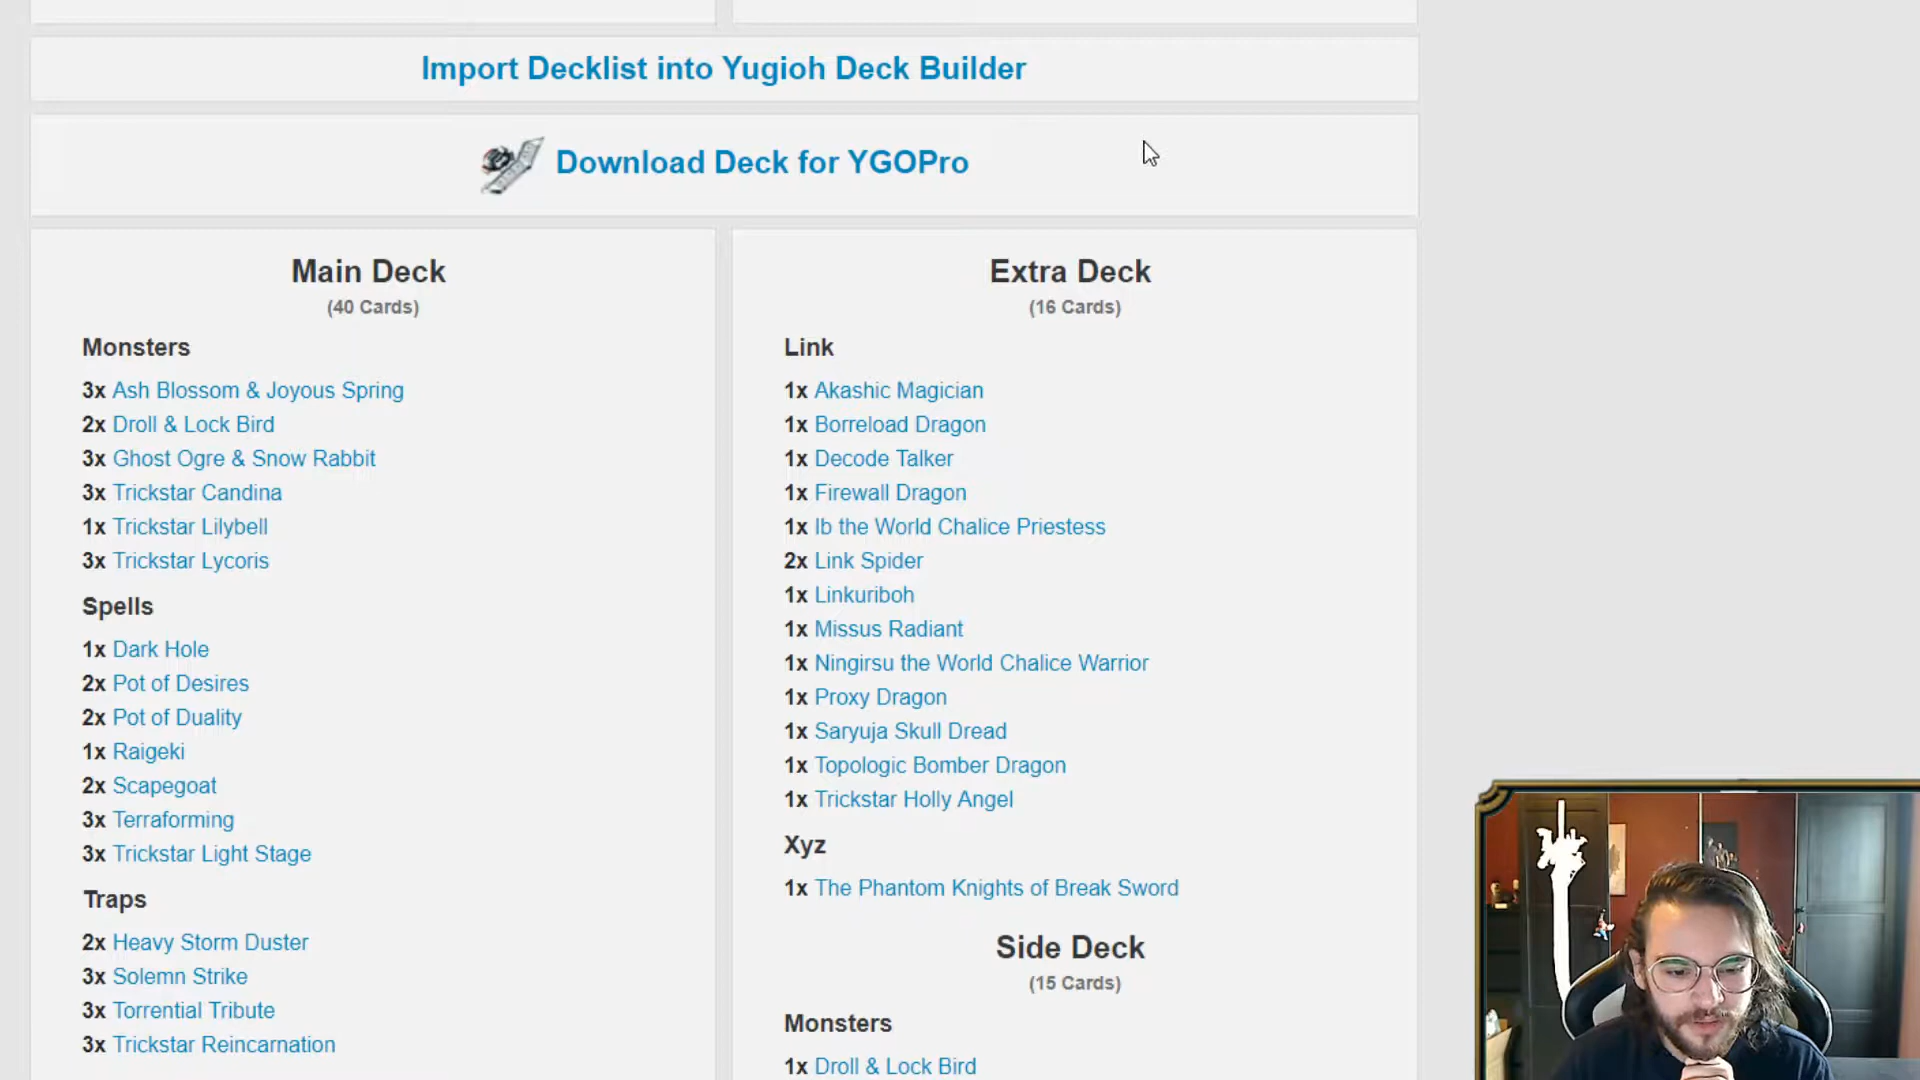 Import Decklist into Yugioh Deck Builder
Download Deck for YGOPro
Main Deck
(40 Cards)
Monsters
3x Ash Blossom & Joyous Spring
2x Droll & Lock Bird
3x Ghost Ogre & Snow Rabbit
3x Trickstar Candina
1x Trickstar Lilybell
3x Trickstar Lycoris
Spells
1x Dark Hole
2x Pot of Desires
2x Pot of Duality
1x Raigeki
2x Scapegoat
3x Terraforming
3x Trickstar Light Stage
Traps
2x Heavy Storm Duster
3x Solemn Strike
3x Torrential Tribute
3x Trickstar Reincarnation
Extra Deck
(16 Cards)
Link
1x Akashic Magician
1x Borreload Dragon
1x Decode Talker
1x Firewall Dragon
1x Ib the World Chalice Priestess
2x Link Spider
1x Linkuriboh
1x Missus Radiant
1x Ningirsu the World Chalice Warrior
1x Proxy Dragon
1x Saryuja Skull Dread
1x Topologic Bomber Dragon
1x Trickstar Holly Angel
Xyz
1x The Phantom Knights of Break Sword
Side Deck
(15 Cards)
Monsters
1x Droll & Lock Bird